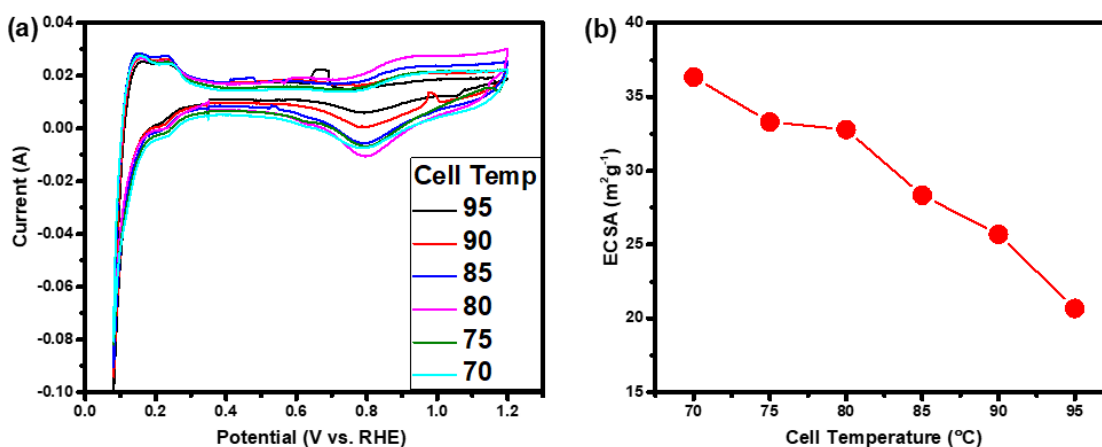 (a)
0.04
0.02
0.00
-0.02
-0.04
-0.06
-0.08
-0.10
Current (A)
0.0 0.2 0.4 0.6 0.8 1.0 1.2
Potential (V vs. RHE)
Cell Temp
95
90
85
80
75
70
(b)
40
35
30
25
20
15
ECSA (m²g⁻¹)
70 75 80 85 90 95
Cell Temperature (°C)